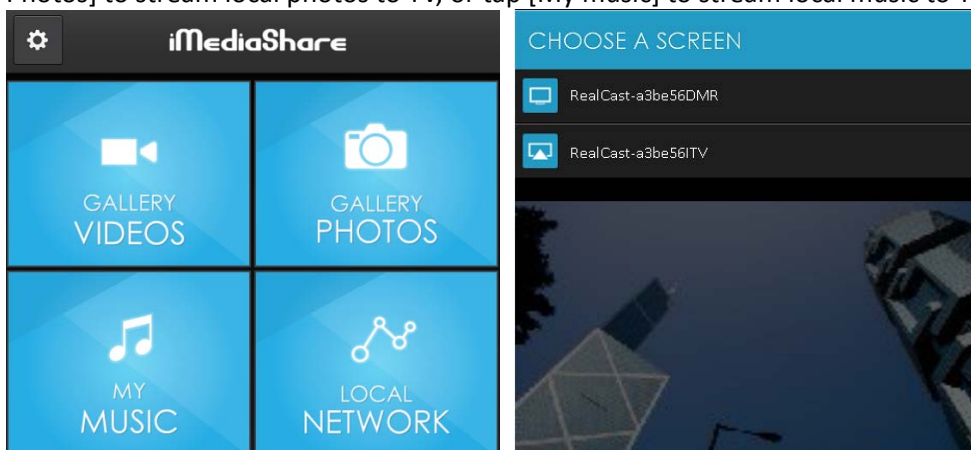 Photos] to stream local photos to TV, or tap [My music] to stream local music to
iMediaShare
GALLERY
VIDEOS
GALLERY
PHOTOS
MY
MUSIC
LOCAL
NETWORK
CHOOSE A SCREEN
RealCast-a3be56DMR
RealCast-a3be56ITV